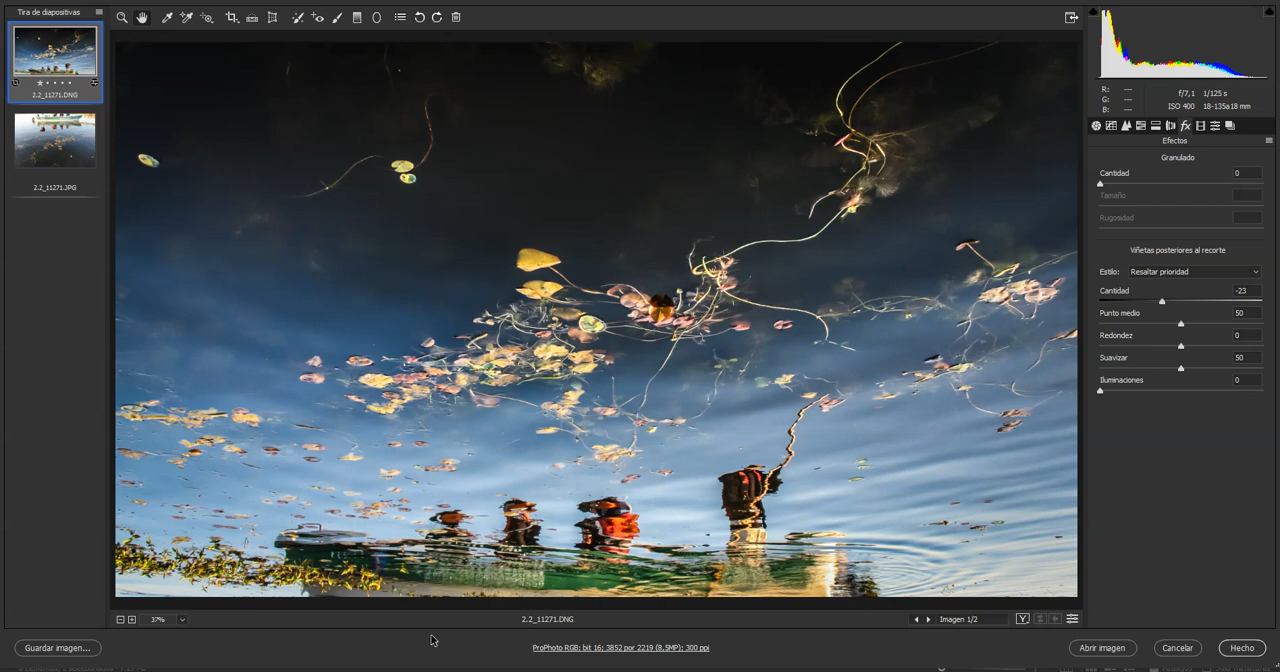 Tira de diapositivas
2.2_11271.DNG
2.2_11271.JPG
37%
2.2_11271.DNG
Imagen 1/2
Guardar imagen...
ProPhoto RGB; bit 16; 3852 por 2219 (8,5MP); 300 ppi
Abrir imagen
Cancelar
Hecho
R: ---
G: ---
B: ---
f/7,1 1/125 s
ISO 400 18-135a18 mm
fx
Efectos
Granulado
Cantidad 0
Tamaño
Rugosidad
Viñetas posteriores al recorte
Estilo: Resaltar prioridad
Cantidad -23
Punto medio 50
Redondez 0
Suavizar 50
Iluminaciones 0
Y